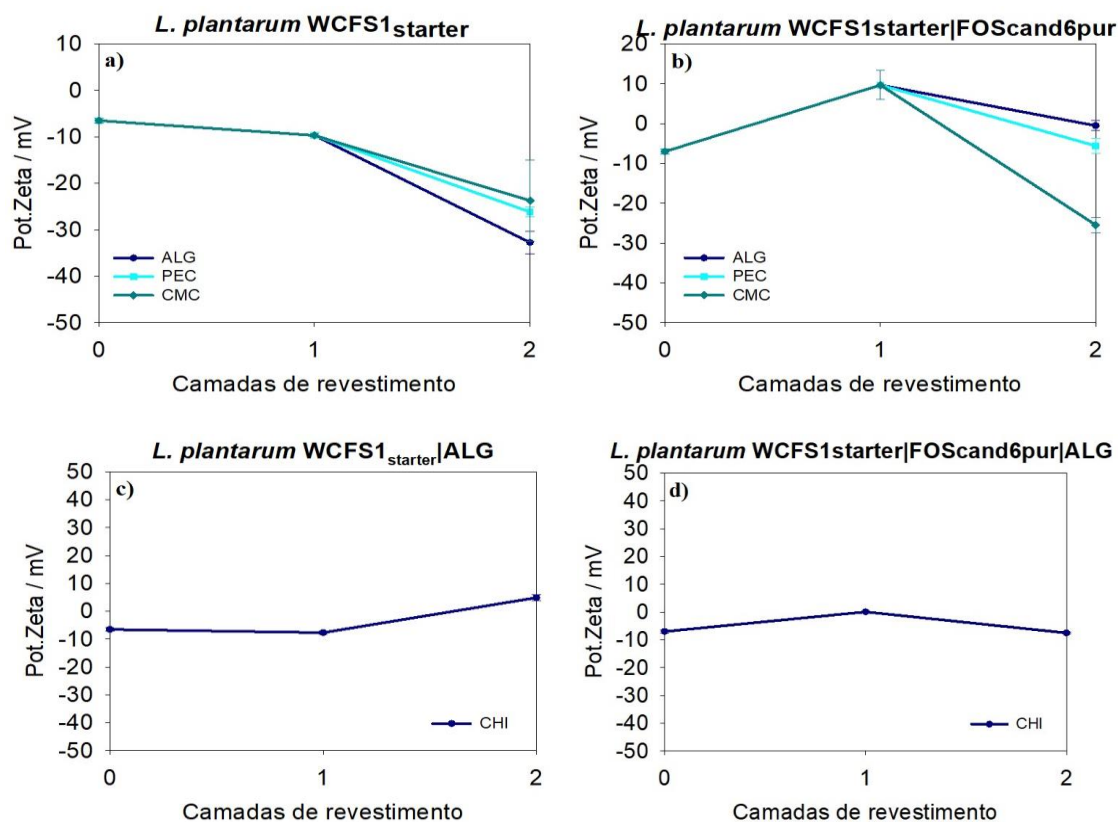 L. plantarum WCFS1starter
a)
10
0
-10
-20
-30
-40
-50
Pot.Zeta / mV
ALG
PEC
CMC
0 1 2
Camadas de revestimento
L. plantarum WCFS1starter|FOScand6pur
b)
20
10
0
-10
-20
-30
-40
-50
Pot.Zeta / mV
ALG
PEC
CMC
0 1 2
Camadas de revestimento
L. plantarum WCFS1starter|ALG
c)
50
40
30
20
10
0
-10
-20
-30
-40
-50
Pot.Zeta / mV
CHI
0 1 2
Camadas de revestimento
L. plantarum WCFS1starter|FOScand6pur|ALG
d)
50
40
30
20
10
0
-10
-20
-30
-40
-50
Pot.Zeta / mV
CHI
0 1 2
Camadas de revestimento